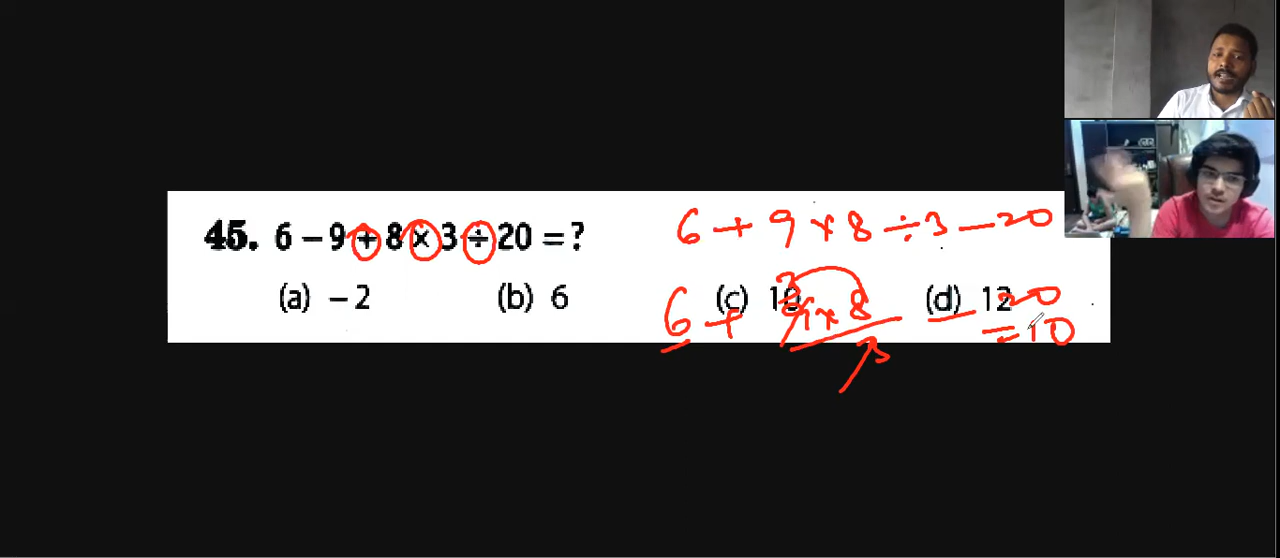 45. 6 − 9 + 8 × 3 ÷ 20 = ?
6 + 9 × 8 ÷ 3 − 20
(a) − 2 (b) 6 (c) 10 (d) 12
6 + 9 × 8 − 20
3
= 10